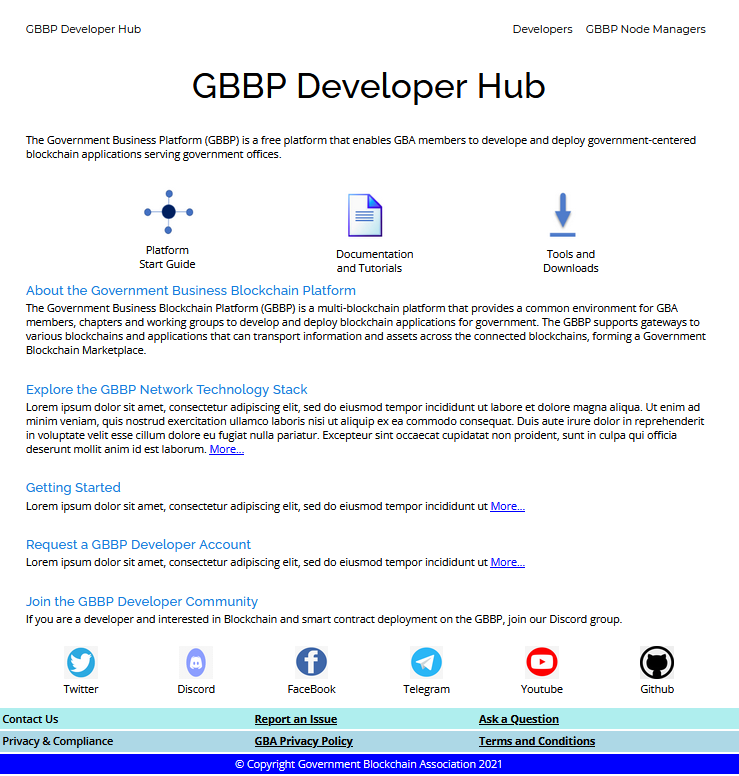 GBBP Developer Hub
Developers GBBP Node Managers
GBBP Developer Hub
The Government Business Platform (GBBP) is a free platform that enables GBA members to develope and deploy government-centered
blockchain applications serving government offices.
Platform
Start Guide
Documentation
and Tutorials
Tools and
Downloads
About the Government Business Blockchain Platform
The Government Business Blockchain Platform (GBBP) is a multi-blockchain platform that provides a common environment for GBA
members, chapters and working groups to develop and deploy blockchain applications for government. The GBBP supports gateways to
various blockchains and applications that can transport information and assets across the connected blockchains, forming a Government
Blockchain Marketplace.
Explore the GBBP Network Technology Stack
Lorem ipsum dolor sit amet, consectetur adipiscing elit, sed do eiusmod tempor incididunt ut labore et dolore magna aliqua. Ut enim ad
minim veniam, quis nostrud exercitation ullamco laboris nisi ut aliquip ex ea commodo consequat. Duis aute irure dolor in reprehenderit
in voluptate velit esse cillum dolore eu fugiat nulla pariatur. Excepteur sint occaecat cupidatat non proident, sunt in culpa qui officia
deserunt mollit anim id est laborum. More...
Getting Started
Lorem ipsum dolor sit amet, consectetur adipiscing elit, sed do eiusmod tempor incididunt ut More...
Request a GBBP Developer Account
Lorem ipsum dolor sit amet, consectetur adipiscing elit, sed do eiusmod tempor incididunt ut More...
Join the GBBP Developer Community
If you are a developer and interested in Blockchain and smart contract deployment on the GBBP, join our Discord group.
Twitter Discord FaceBook Telegram Youtube Github
Contact Us Report an Issue Ask a Question
Privacy & Compliance GBA Privacy Policy Terms and Conditions
© Copyright Government Blockchain Association 2021